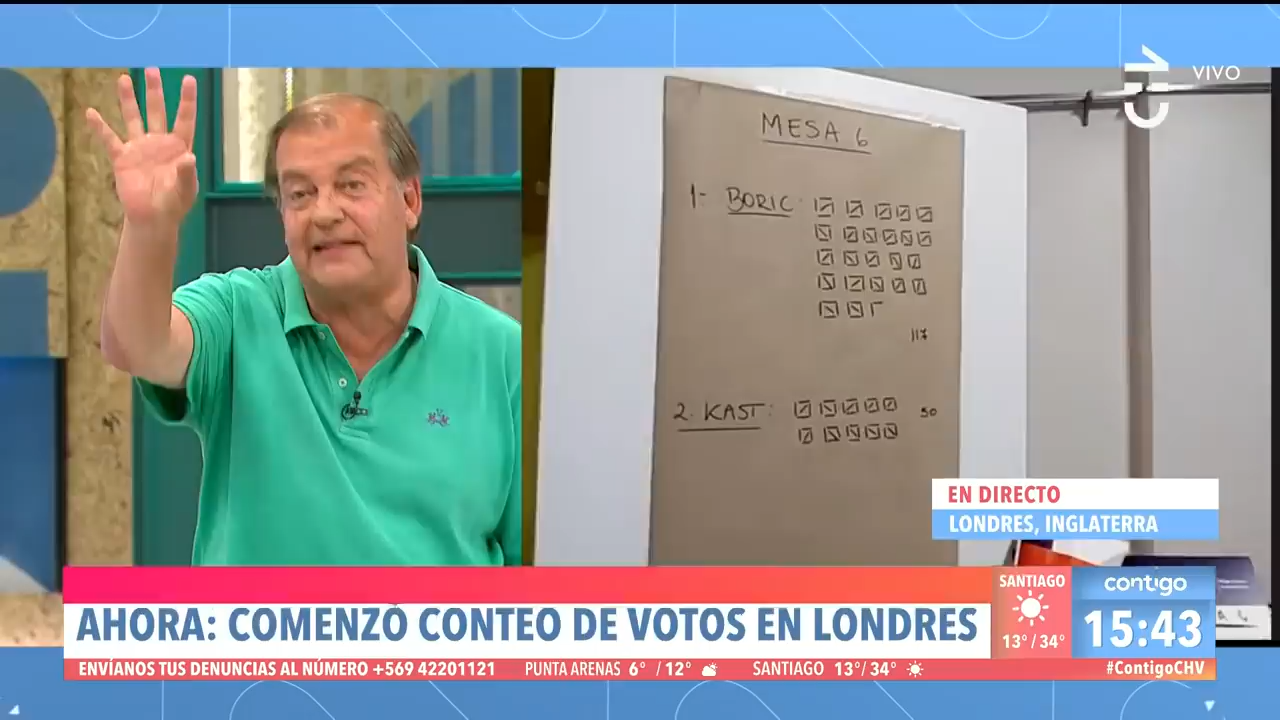 VIVO
MESA 6
1- BORIC:
117
2. KAST:
50
EN DIRECTO
LONDRES, INGLATERRA
AHORA: COMENZÓ CONTEO DE VOTOS EN LONDRES
SANTIAGO
13°/34°
contigo
15:43
ENVÍANOS TUS DENUNCIAS AL NÚMERO +569 42201121 PUNTA ARENAS 6° / 12° SANTIAGO 13°/34°
#ContigoCHV